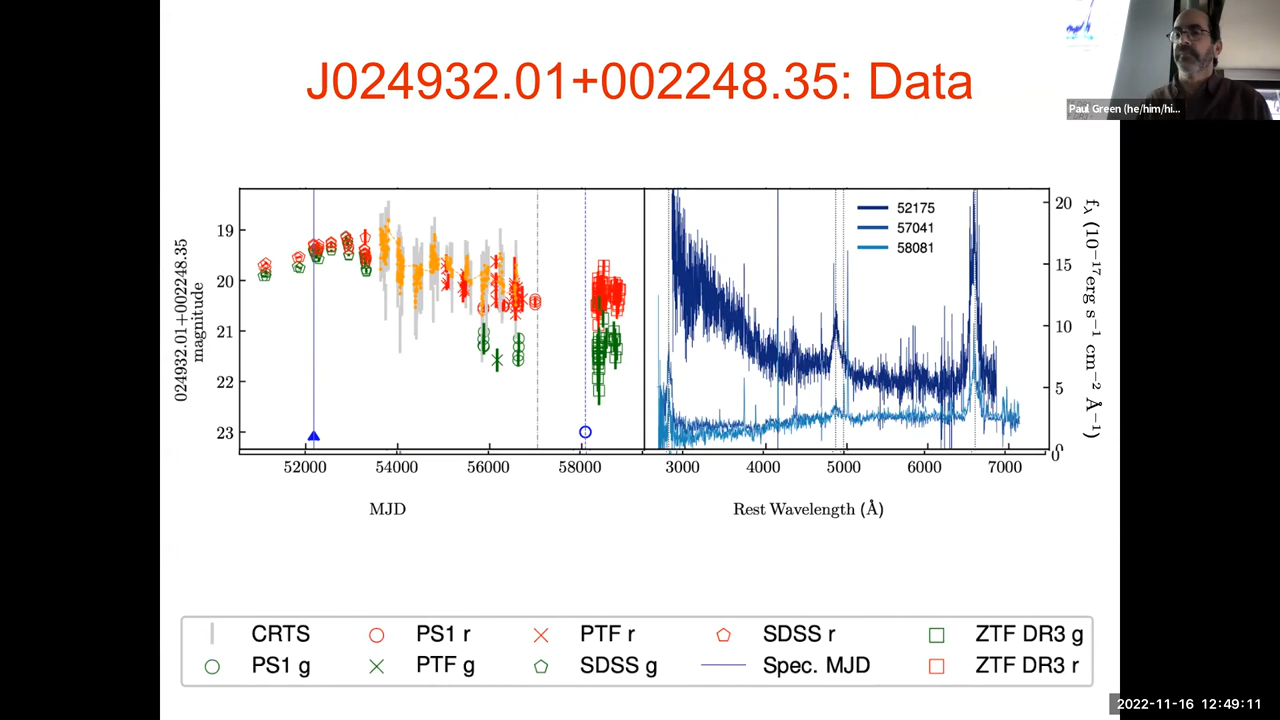 J024932.01+002248.35: Data
Paul Green (he/him/hi...
024932.01+002248.35
magnitude
19
20
21
22
23
52000 54000 56000 58000
MJD
52175
57041
58081
3000 4000 5000 6000 7000
Rest Wavelength (Å)
20
15
10
5
0
0
fλ (10⁻¹⁷erg s⁻¹ cm⁻² Å⁻¹)
CRTS PS1 r PTF r SDSS r ZTF DR3 g
PS1 g PTF g SDSS g Spec. MJD ZTF DR3 r
2022-11-16 12:49:11